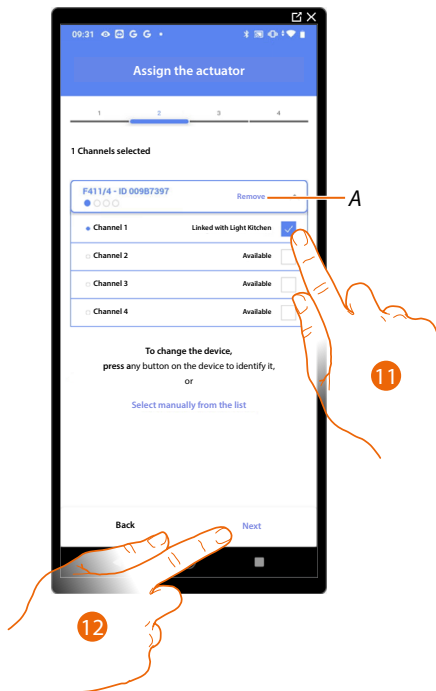 09:31 G G
Assign the actuator
1 2 3 4
1 Channels selected
F411/4 - ID 009B7397
Remove
A
Channel 1 Linked with Light Kitchen
Channel 2 Available
Channel 3 Available
Channel 4 Available
To change the device,
press any button on the device to identify it,
or
Select manually from the list
11
Back Next
12